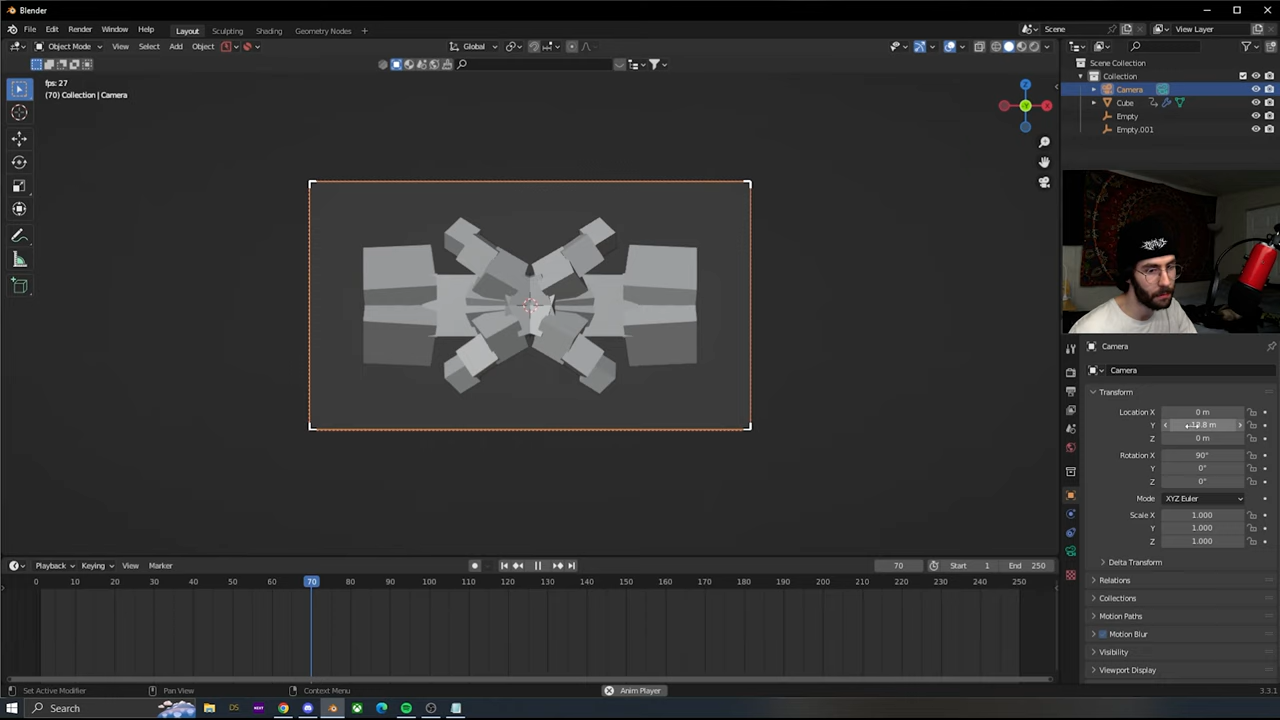 Blender
File Edit Render Window Help Layout Sculpting Shading Geometry Nodes + Scene View Layer
Object Mode View Select Add Object Global
fps: 27
(70) Collection | Camera
Z
Y
X
Scene Collection
Collection
Camera
Cube
Empty
Empty.001
Camera
Camera
Transform
Location X 0 m
Y
Z 0 m
Rotation X 90°
Y 0°
Z 0°
Mode XYZ Euler
Scale X 1.000
Y 1.000
Z 1.000
Delta Transform
Relations
Collections
Motion Paths
Motion Blur
Visibility
Viewport Display
Playback Keying View Marker 70 Start 1 End 250
0 10 20 30 40 50 60 70 80 90 100 110 120 130 140 150 160 170 180 190 200 210 220 230 240 250
Set Active Modifier Pan View Context Menu Anim Player 3.3.1
Search DS NEXT